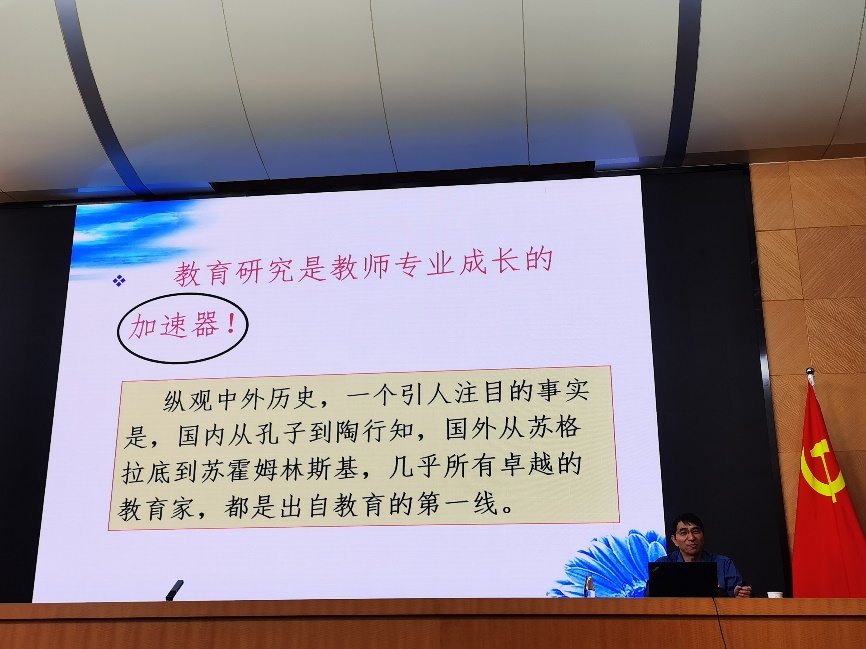 教育研究是教师专业成长的
加速器！
纵观中外历史，一个引人注目的事实
是，国内从孔子到陶行知，国外从苏格
拉底到苏霍姆林斯基，几乎所有卓越的
教育家，都是出自教育的第一线。